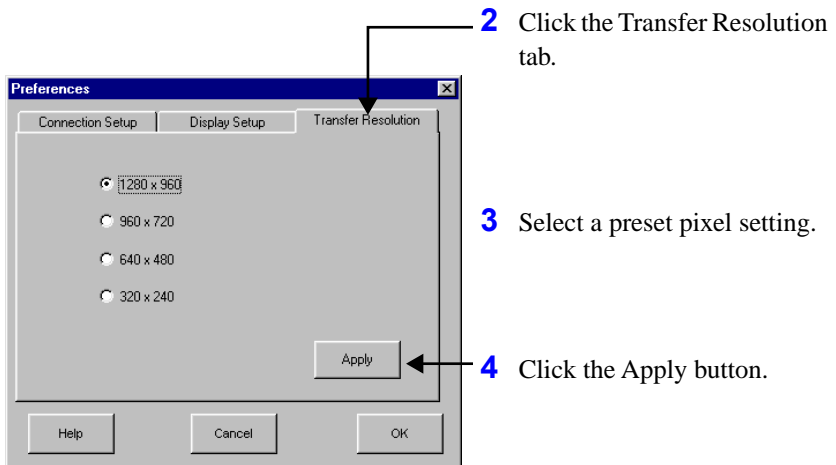 2 Click the Transfer Resolution
tab.
Preferences
Connection Setup Display Setup Transfer Resolution
1280 x 960
960 x 720
3 Select a preset pixel setting.
640 x 480
320 x 240
Apply
4 Click the Apply button.
Help Cancel OK